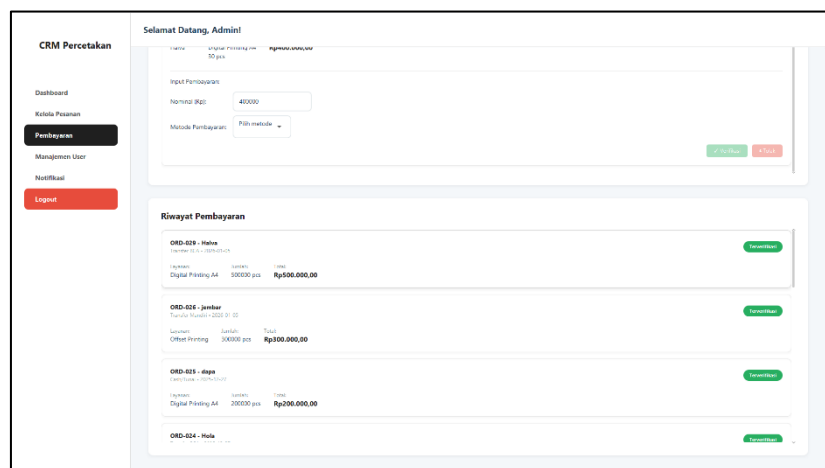 CRM Percetakan
Selamat Datang, Admin!
Dashboard
Kelola Pesanan
Pembayaran
Manajemen User
Notifikasi
Logout
Digital Printing A4 Rp400.000,00
50 pcs
Input Pembayaran:
Nominal (Rp): 400000
Metode Pembayaran: Pilih metode
Verifikasi Tolak
Riwayat Pembayaran
ORD-029 - Halva
Terverifikasi
Layanan: Jumlah: Total:
Digital Printing A4 500000 pcs Rp500.000,00
ORD-026 - jembar
Terverifikasi
Layanan: Jumlah: Total:
Offset Printing 300000 pcs Rp300.000,00
ORD-025 - dapa
Terverifikasi
Layanan: Jumlah: Total:
Digital Printing A4 200000 pcs Rp200.000,00
ORD-024 - Hola
Terverifikasi